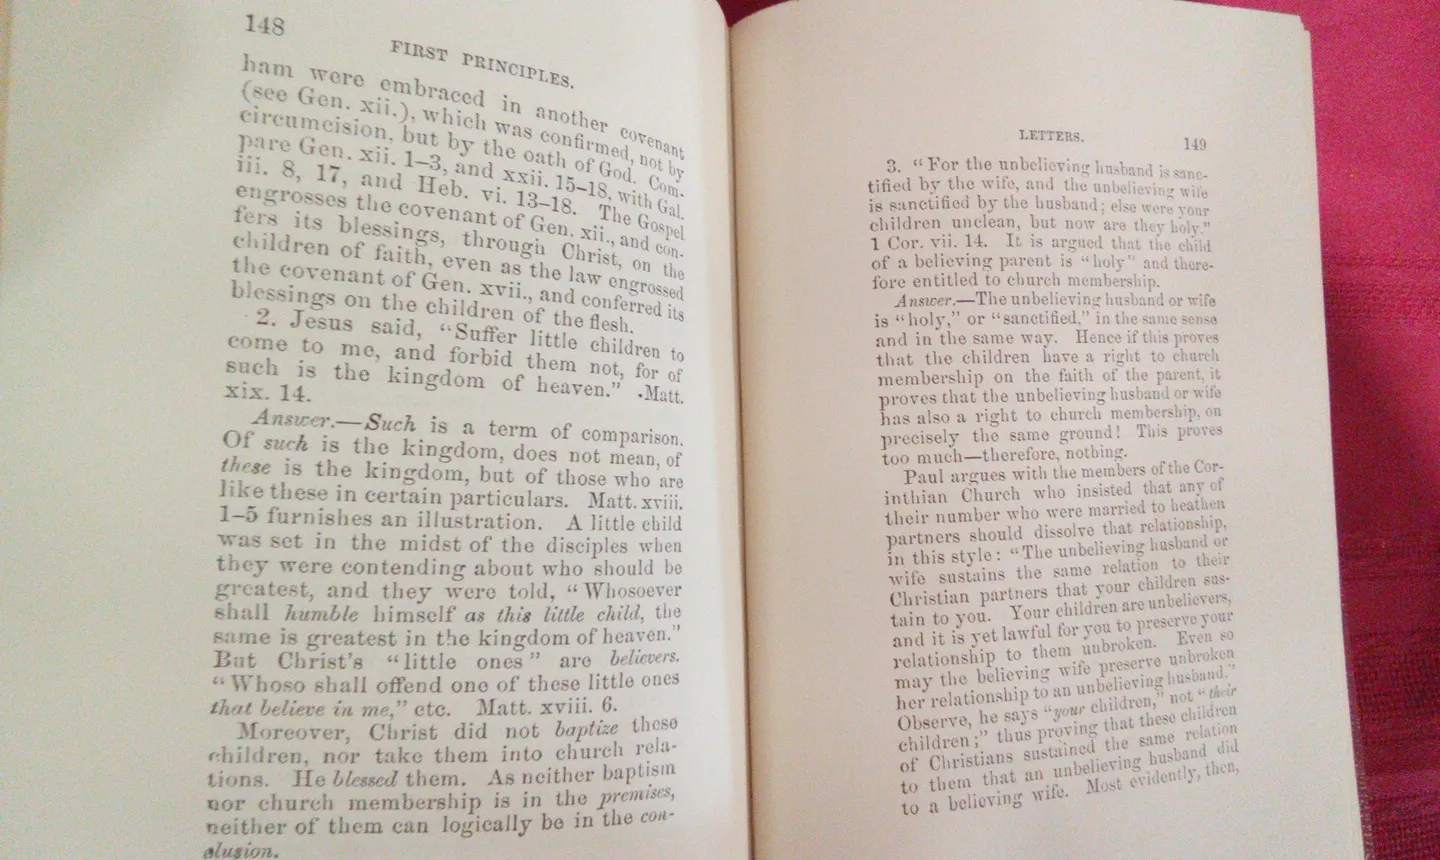 148
FIRST PRINCIPLES.
ham were embraced in another covenant
(see Gen. xii.), which was confirmed, not by
circumcision, but by the oath of God. Com-
pare Gen. xii. 1–3, and xxii. 15–18, with Gal.
iii. 8, 17, and Heb. vi. 13–18. The Gospel
engrosses the covenant of Gen. xii., and con-
fers its blessings, through Christ, on the
children of faith, even as the law engrossed
the covenant of Gen. xvii., and conferred its
blessings on the children of the flesh.
2. Jesus said, “Suffer little children to
come to me, and forbid them not, for of
such is the kingdom of heaven.” Matt.
xix. 14.
Answer.—Such is a term of comparison.
Of such is the kingdom, does not mean, of
these is the kingdom, but of those who are
like these in certain particulars. Matt. xviii.
1–5 furnishes an illustration. A little child
was set in the midst of the disciples when
they were contending about who should be
greatest, and they were told, “Whosoever
shall humble himself as this little child, the
same is greatest in the kingdom of heaven.”
But Christ’s “little ones” are believers.
“Whoso shall offend one of these little ones
that believe in me,” etc. Matt. xviii. 6.
Moreover, Christ did not baptize these
children, nor take them into church rela-
tions. He blessed them. As neither baptism
nor church membership is in the premises,
neither of them can logically be in the con-
clusion.
LETTERS. 149
3. “For the unbelieving husband is sanc-
tified by the wife, and the unbelieving wife
is sanctified by the husband; else were your
children unclean, but now are they holy.”
1 Cor. vii. 14. It is argued that the child
of a believing parent is “holy” and there-
fore entitled to church membership.
Answer.—The unbelieving husband or wife
is “holy,” or “sanctified,” in the same sense
and in the same way. Hence if this proves
that the children have a right to church
membership on the faith of the parent, it
proves that the unbelieving husband or wife
has also a right to church membership, on
precisely the same ground! This proves
too much—therefore, nothing.
Paul argues with the members of the Cor-
inthian Church who insisted that any of
their number who were married to heathen
partners should dissolve that relationship,
in this style: “The unbelieving husband or
wife sustains the same relation to their
Christian partners that your children sus-
tain to you. Your children are unbelievers,
and it is yet lawful for you to preserve your
relationship to them unbroken. Even so
may the believing wife preserve unbroken
her relationship to an unbelieving husband.”
Observe, he says “your children,” not “their
children;” thus proving that these children
of Christians sustained the same relation
to them that an unbelieving husband did
to a believing wife. Most evidently, then,